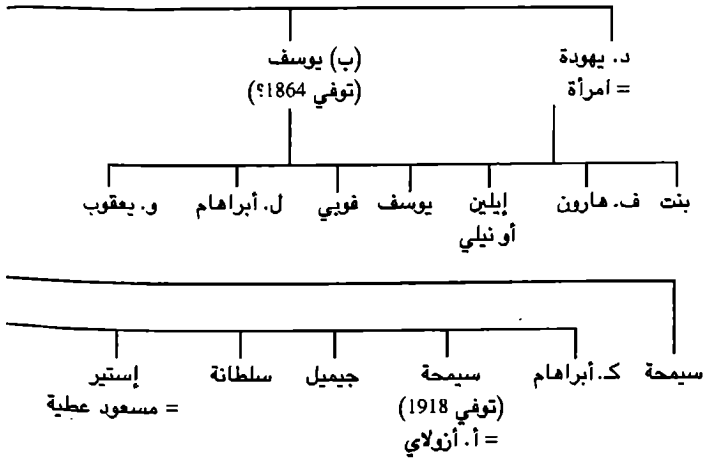 د. يهودة (ب) يوسف
= امرأة (توفي 1864؟)
بنت ف. هارون إيلين يوسف فوبي ل. أبراهام و. يعقوب
أو نيلي
سيمحة كـ. أبراهام سيمحة جيميل سلطانة إستير
(توفي 1918) = مسعود عطية
= أ. أزولاي